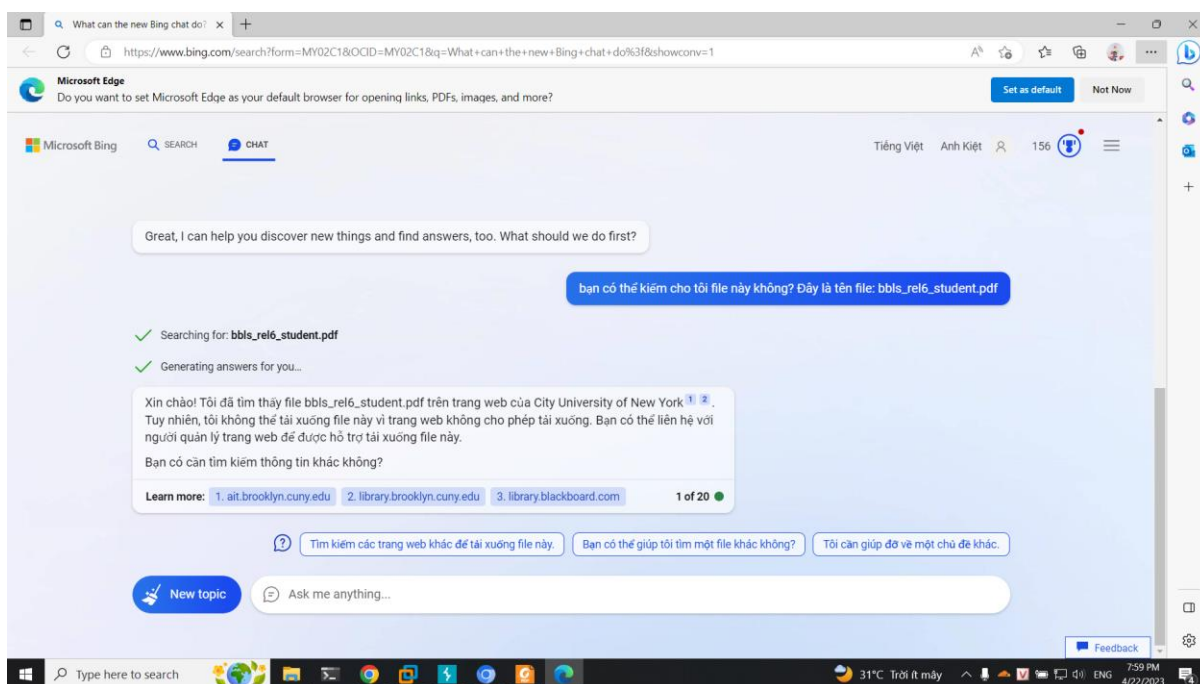 What can the new Bing chat do?
https://www.bing.com/search?form=MY02C1&OCID=MY02C1&q=What+can+the+new+Bing+chat+do%3f&showconv=1
Microsoft Edge
Do you want to set Microsoft Edge as your default browser for opening links, PDFs, images, and more?
Set as default
Not Now
Microsoft Bing
SEARCH
CHAT
Tiếng Việt
Anh Kiệt
156
Great, I can help you discover new things and find answers, too. What should we do first?
bạn có thể kiếm cho tôi file này không? Đây là tên file: bbls_rel6_student.pdf
Searching for: bbls_rel6_student.pdf
Generating answers for you...
Xin chào! Tôi đã tìm thấy file bbls_rel6_student.pdf trên trang web của City University of New York 1 2 .
Tuy nhiên, tôi không thể tải xuống file này vì trang web không cho phép tải xuống. Bạn có thể liên hệ với
người quản lý trang web để được hỗ trợ tải xuống file này.
Bạn có cần tìm kiếm thông tin khác không?
Learn more: 1. ait.brooklyn.cuny.edu 2. library.brooklyn.cuny.edu 3. library.blackboard.com 1 of 20
Tìm kiếm các trang web khác để tải xuống file này.
Bạn có thể giúp tôi tìm một file khác không?
Tôi cần giúp đỡ về một chủ đề khác.
New topic
Ask me anything...
Feedback
Type here to search
31°C Trời ít mây
ENG
7:59 PM
4/22/2023